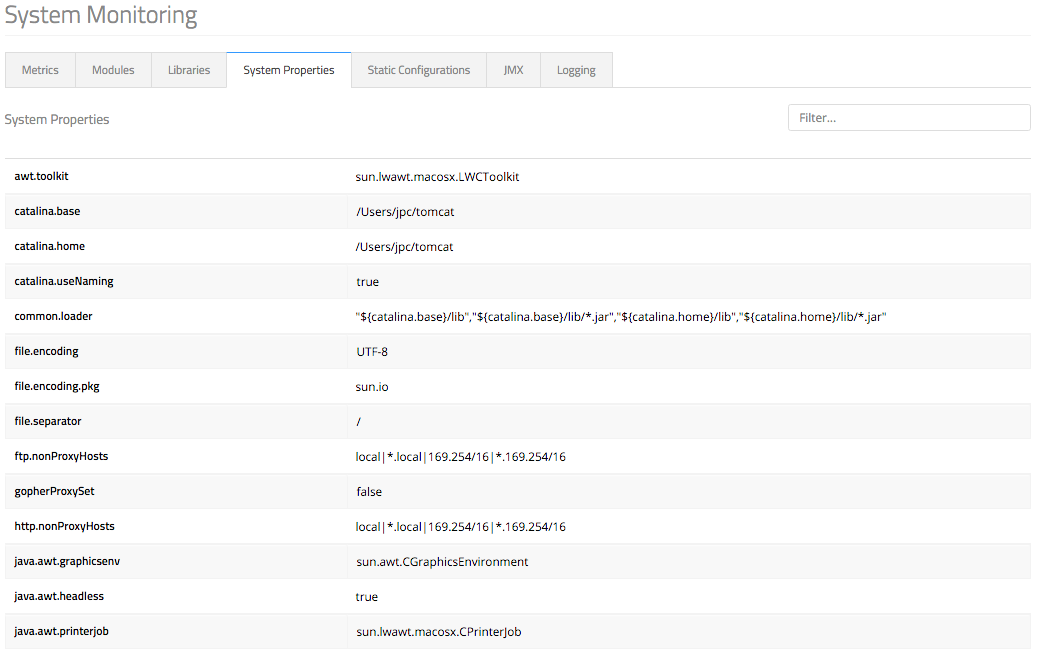 System Monitoring
Metrics Modules Libraries System Properties Static Configurations JMX Logging
System Properties Filter...
awt.toolkit sun.lwawt.macosx.LWCToolkit
catalina.base /Users/jpc/tomcat
catalina.home /Users/jpc/tomcat
catalina.useNaming true
common.loader "${catalina.base}/lib","${catalina.base}/lib/*.jar","${catalina.home}/lib","${catalina.home}/lib/*.jar"
file.encoding UTF-8
file.encoding.pkg sun.io
file.separator /
ftp.nonProxyHosts local|*.local|169.254/16|*.169.254/16
gopherProxySet false
http.nonProxyHosts local|*.local|169.254/16|*.169.254/16
java.awt.graphicsenv sun.awt.CGraphicsEnvironment
java.awt.headless true
java.awt.printerjob sun.lwawt.macosx.CPrinterJob